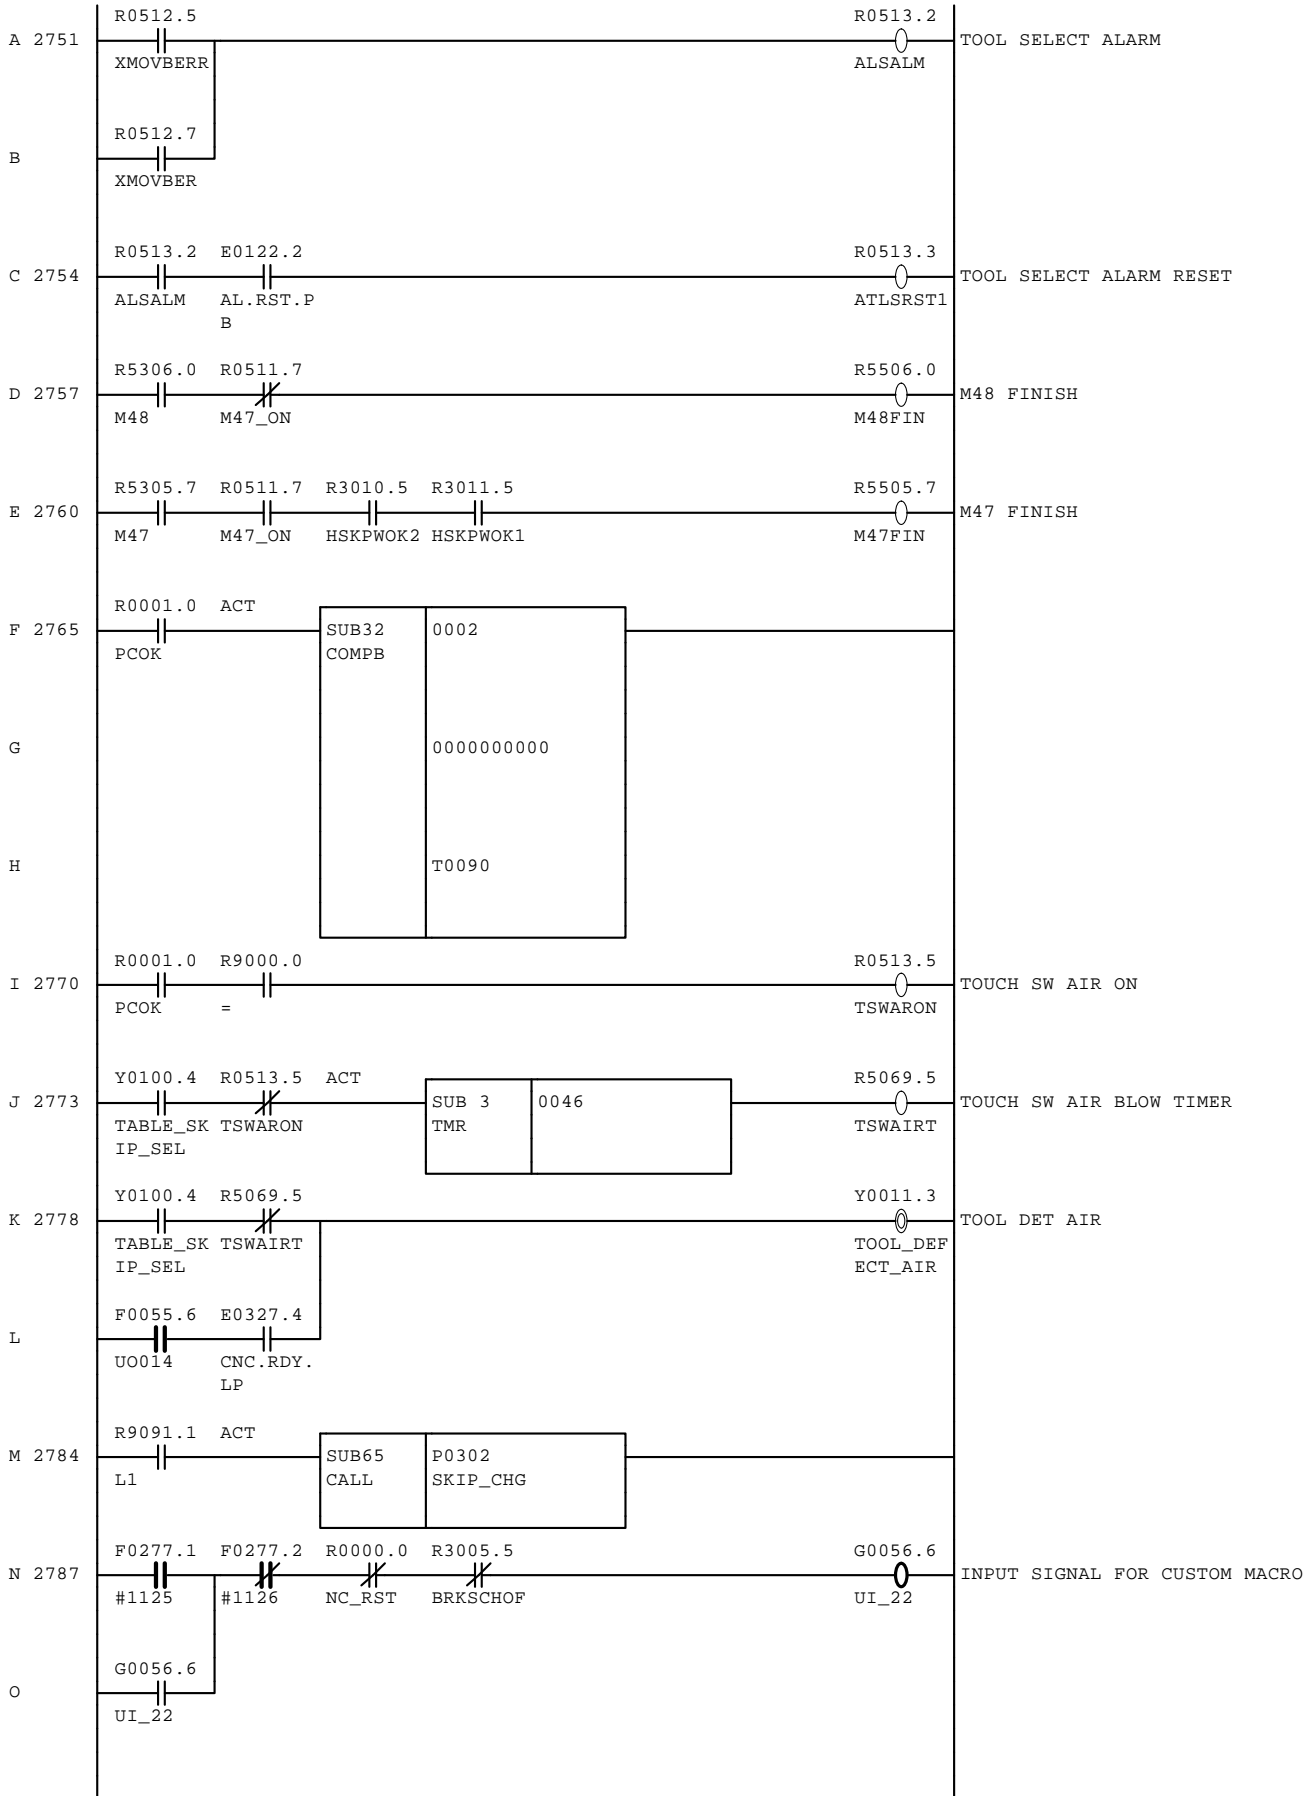 R0512.5 R0513.2
A 2751 TOOL SELECT ALARM
XMOVBERR ALSALM
R0512.7
B
XMOVBER
R0513.2 E0122.2 R0513.3
C 2754 TOOL SELECT ALARM RESET
ALSALM AL.RST.P ATLSRST1
B
R5306.0 R0511.7 R5506.0
D 2757 M48 FINISH
M48 M47_ON M48FIN
R5305.7 R0511.7 R3010.5 R3011.5 R5505.7
E 2760 M47 FINISH
M47 M47_ON HSKPWOK2 HSKPWOK1 M47FIN
R0001.0 ACT
F 2765 SUB32 0002
PCOK COMPB
G 0000000000
H T0090
R0001.0 R9000.0 R0513.5
I 2770 TOUCH SW AIR ON
PCOK = TSWARON
Y0100.4 R0513.5 ACT R5069.5
J 2773 SUB 3 0046 TOUCH SW AIR BLOW TIMER
TABLE_SK TSWARON TMR TSWAIRT
IP_SEL
Y0100.4 R5069.5 Y0011.3
K 2778 TOOL DET AIR
TABLE_SK TSWAIRT TOOL_DEF
IP_SEL ECT_AIR
F0055.6 E0327.4
L
UO014 CNC.RDY.
LP
R9091.1 ACT
M 2784 SUB65 P0302
L1 CALL SKIP_CHG
F0277.1 F0277.2 R0000.0 R3005.5 G0056.6
N 2787 INPUT SIGNAL FOR CUSTOM MACRO
#1125 #1126 NC_RST BRKSCHOF UI_22
G0056.6
O
UI_22